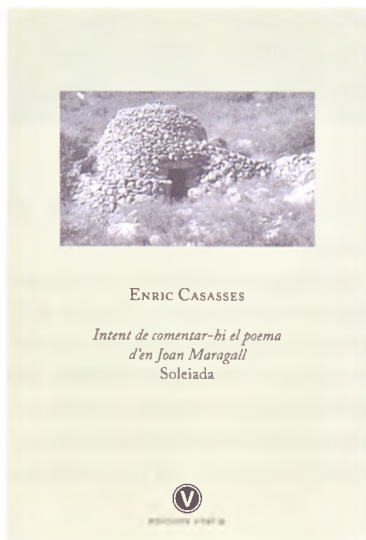 ENRIC CASASSES
Intent de comentar-hi el poema
d'en Joan Maragall
Soleiada
V